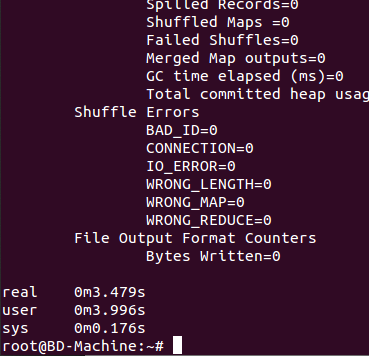 Spilled Records=0
Shuffled Maps =0
Failed Shuffles=0
Merged Map outputs=0
GC time elapsed (ms)=0
Total committed heap usag
Shuffle Errors
BAD_ID=0
CONNECTION=0
IO_ERROR=0
WRONG_LENGTH=0
WRONG_MAP=0
WRONG_REDUCE=0
File Output Format Counters
Bytes Written=0
real 0m3.479s
user 0m3.996s
sys 0m0.176s
root@BD-Machine:~#